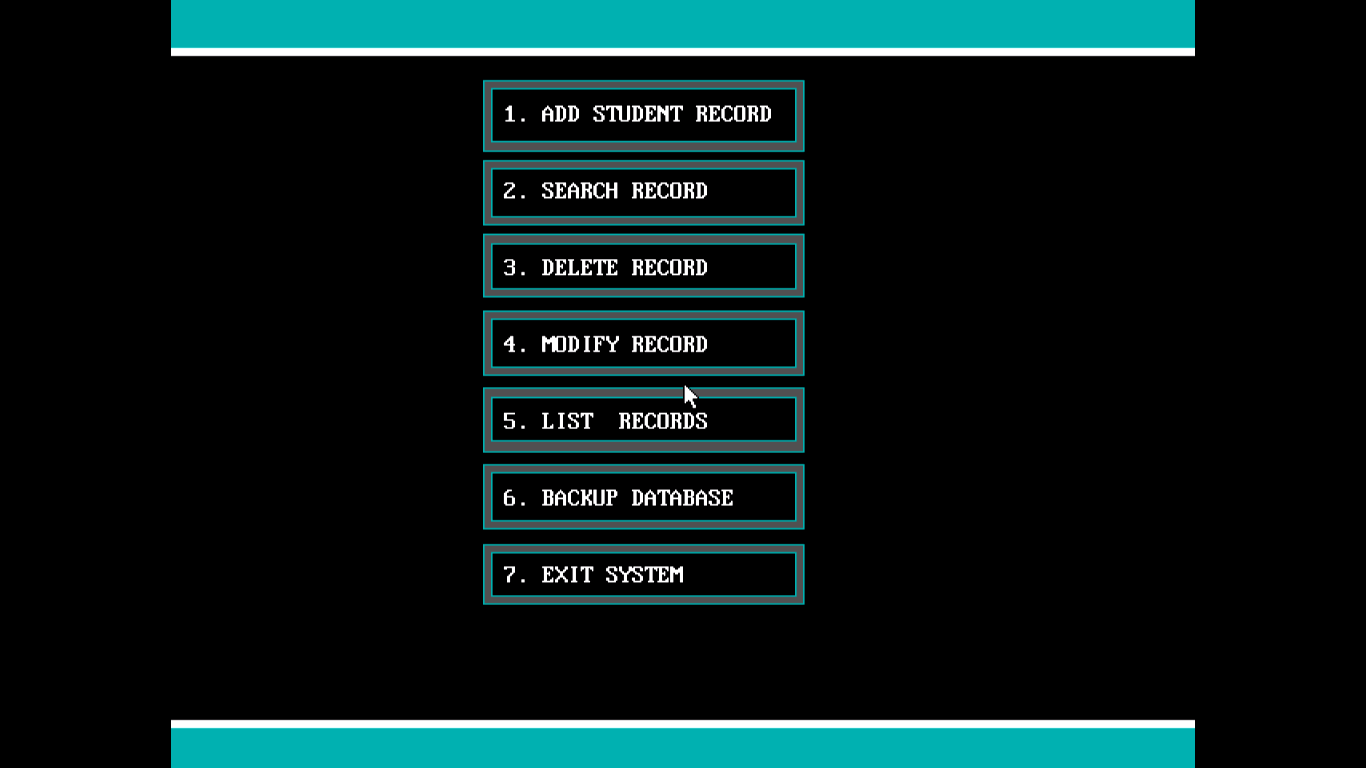 1. ADD STUDENT RECORD
2. SEARCH RECORD
3. DELETE RECORD
4. MODIFY RECORD
5. LIST  RECORDS
6. BACKUP DATABASE
7. EXIT SYSTEM